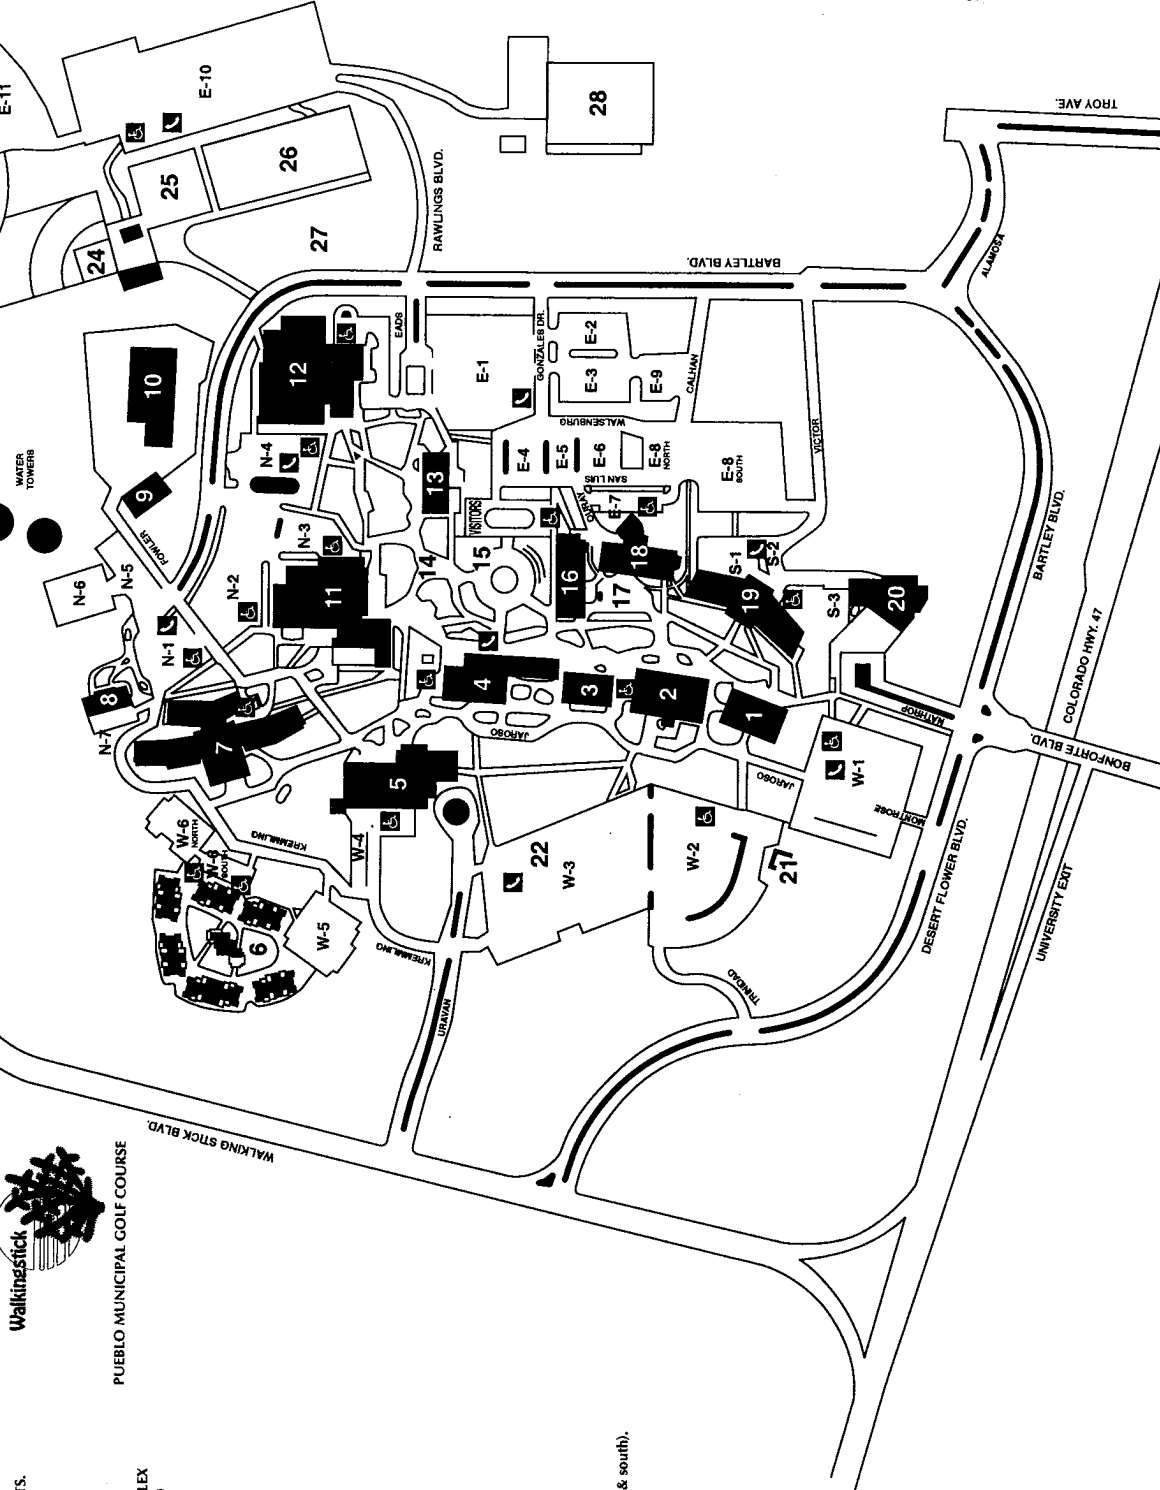 E-11
E-10
28
TROY AVE.
26
25
24
27
RAWLINGS BLVD.
BARTLEY BLVD.
ALAMOSA
10
12
EADS
E-1
GONZALES DR.
E-2
E-3
E-9
CALHAN
WALSENBURG
VICTOR
WATER
TOWERS
9
FOWLER
N-4
13
E-4
E-5
E-6
E-8
NORTH
E-8
SOUTH
SAN LUIS
E-7
OURAY
VISITORS
BARTLEY BLVD.
N-6
N-5
N-3
N-2
11
14
15
16
17
18
S-1
S-2
19
S-3
20
COLORADO HWY. 47
N-1
8
N-7
7
4
3
2
1
JAROSO
JAROSO
NATHROP
BONFORTE BLVD.
5
W-1
MONTROSE
W-6
NORTH
W-6
SOUTH
KREMMLING
W-4
22
W-3
W-2
21
DESERT FLOWER BLVD.
UNIVERSITY EXIT
6
W-5
KREMMLING
URAVAN
TRINIDAD
WALKING STICK BLVD.
Walkingstick
PUEBLO MUNICIPAL GOLF COURSE
TS.
LEX
& south).